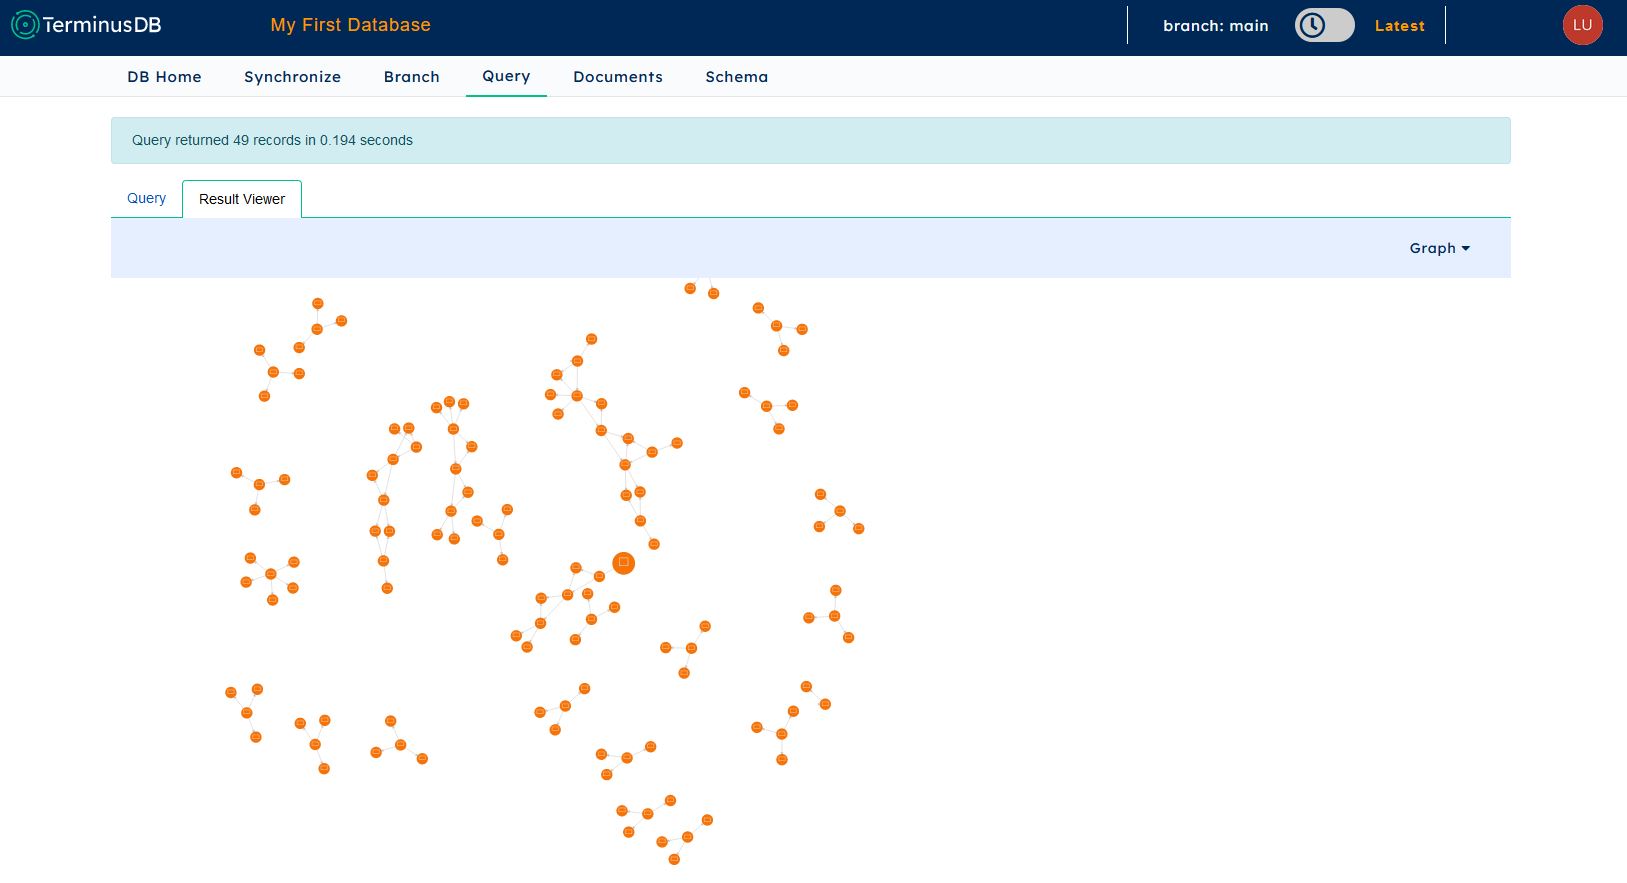 TerminusDB My First Database branch: main Latest LU
DB Home Synchronize Branch Query Documents Schema
Query returned 49 records in 0.194 seconds
Query Result Viewer
Graph